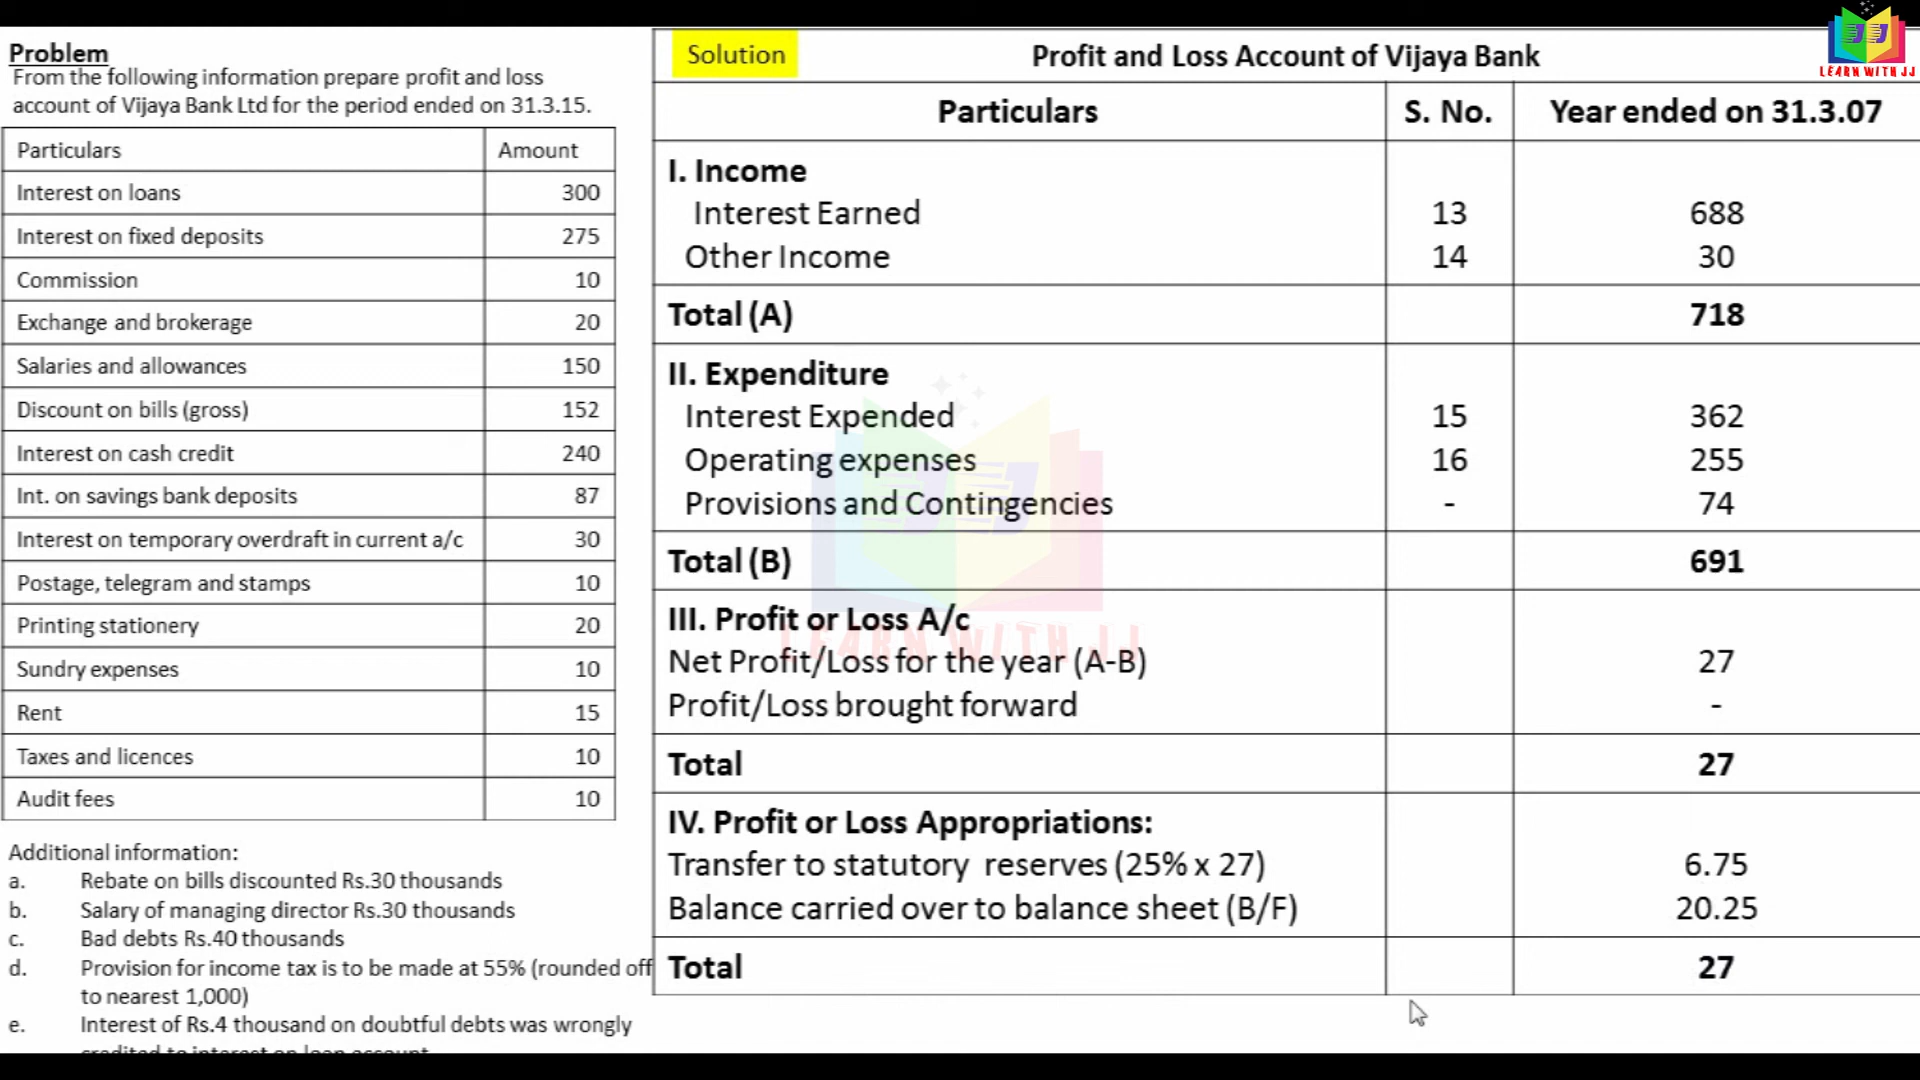 Problem
From the following information prepare profit and loss
account of Vijaya Bank Ltd for the period ended on 31.3.15.
Particulars Amount
Interest on loans 300
Interest on fixed deposits 275
Commission 10
Exchange and brokerage 20
Salaries and allowances 150
Discount on bills (gross) 152
Interest on cash credit 240
Int. on savings bank deposits 87
Interest on temporary overdraft in current a/c 30
Postage, telegram and stamps 10
Printing stationery 20
Sundry expenses 10
Rent 15
Taxes and licences 10
Audit fees 10
Additional information:
a. Rebate on bills discounted Rs.30 thousands
b. Salary of managing director Rs.30 thousands
c. Bad debts Rs.40 thousands
d. Provision for income tax is to be made at 55% (rounded off
to nearest 1,000)
e. Interest of Rs.4 thousand on doubtful debts was wrongly
credited to interest on loan account
Solution Profit and Loss Account of Vijaya Bank
Particulars S. No. Year ended on 31.3.07
I. Income
Interest Earned 13 688
Other Income 14 30
Total (A) 718
II. Expenditure
Interest Expended 15 362
Operating expenses 16 255
Provisions and Contingencies - 74
Total (B) 691
III. Profit or Loss A/c
Net Profit/Loss for the year (A-B) 27
Profit/Loss brought forward -
Total 27
IV. Profit or Loss Appropriations:
Transfer to statutory reserves (25% x 27) 6.75
Balance carried over to balance sheet (B/F) 20.25
Total 27
JJ
LEARN WITH JJ
JJ
LEARN WITH JJ